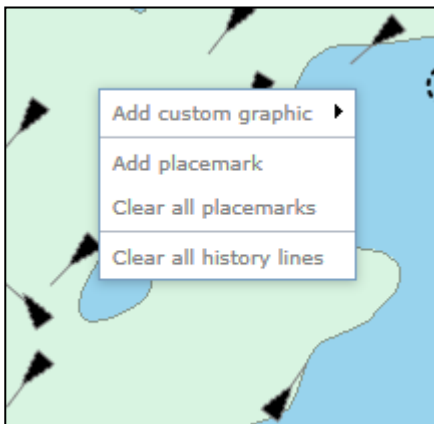 Add custom graphic
Add placemark
Clear all placemarks
Clear all history lines